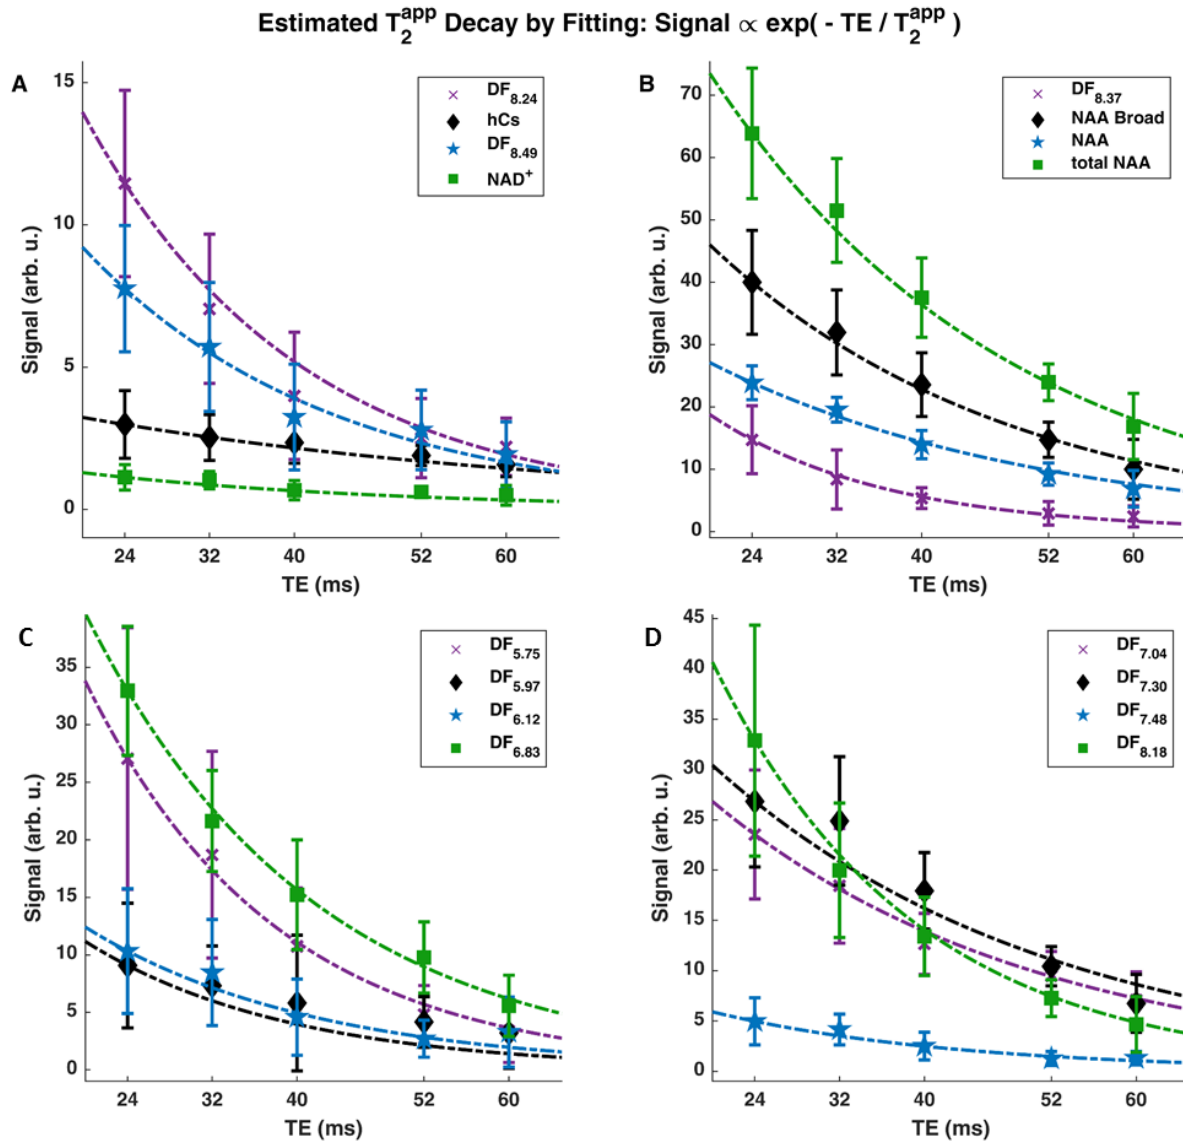 Estimated T₂ᵃᵖᵖ Decay by Fitting: Signal ∝ exp( - TE / T₂ᵃᵖᵖ )
A
15
10
5
0
Signal (arb. u.)
24 32 40 52 60
TE (ms)
DF8.24
hCs
DF8.49
NAD⁺
B
70
60
50
40
30
20
10
0
Signal (arb. u.)
24 32 40 52 60
TE (ms)
DF8.37
NAA Broad
NAA
total NAA
C
35
30
25
20
15
10
5
0
Signal (arb. u.)
24 32 40 52 60
TE (ms)
DF5.75
DF5.97
DF6.12
DF6.83
D
45
40
35
30
25
20
15
10
5
0
Signal (arb. u.)
24 32 40 52 60
TE (ms)
DF7.04
DF7.30
DF7.48
DF8.18